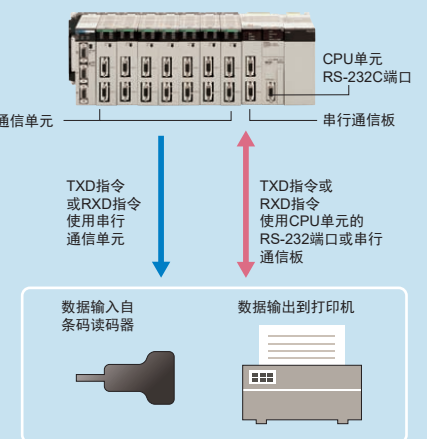 CPU单元
RS-232C端口
通信单元
串行通信板
TXD指令
或RXD指令
使用串行
通信单元
TXD指令或
RXD指令
使用CPU单元的
RS-232端口或串行
通信板
数据输入自
条码读码器
数据输出到打印机